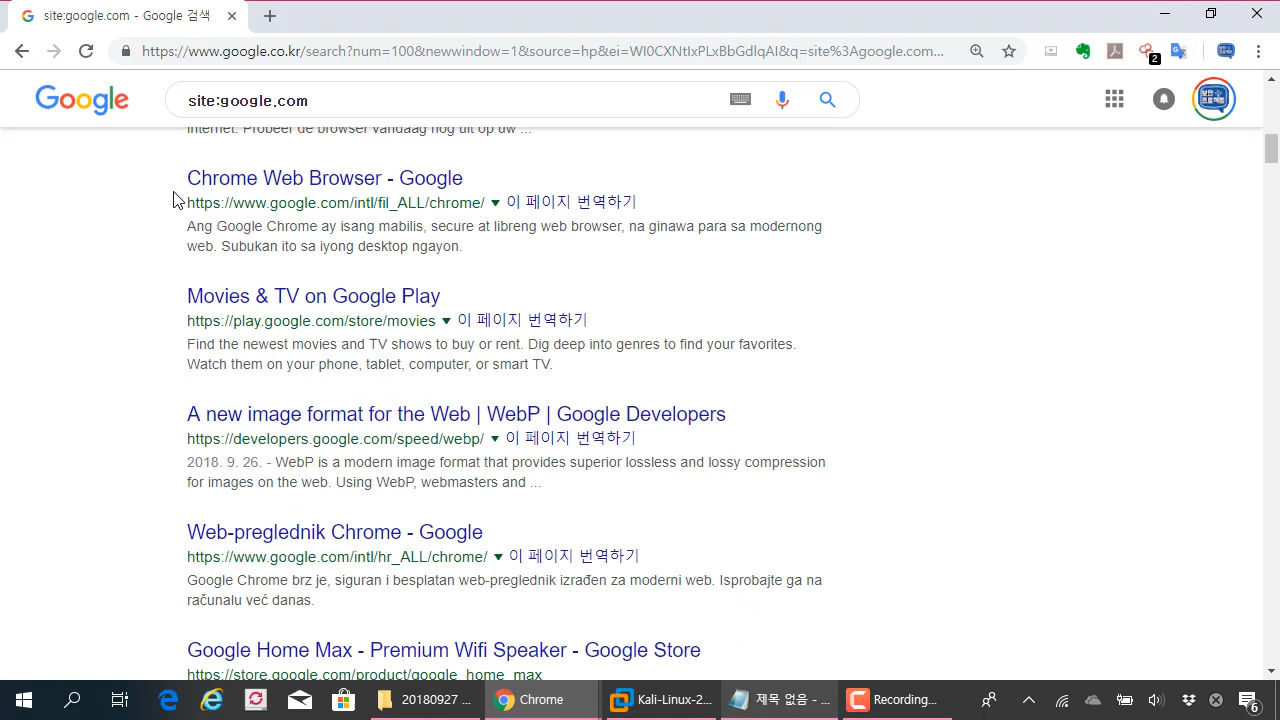 site:google.com - Google 검색
https://www.google.co.kr/search?num=100&newwindow=1&source=hp&ei=WI0CXNtIxPLxBbGdlqAI&q=site%3Agoogle.com...
2
Google
site:google.com
internet. Probeer de browser vandaag nog uit op uw ...
Chrome Web Browser - Google
https://www.google.com/intl/fil_ALL/chrome/ 이 페이지 번역하기
Ang Google Chrome ay isang mabilis, secure at libreng web browser, na ginawa para sa modernong
web. Subukan ito sa iyong desktop ngayon.
Movies & TV on Google Play
https://play.google.com/store/movies 이 페이지 번역하기
Find the newest movies and TV shows to buy or rent. Dig deep into genres to find your favorites.
Watch them on your phone, tablet, computer, or smart TV.
A new image format for the Web | WebP | Google Developers
https://developers.google.com/speed/webp/ 이 페이지 번역하기
2018. 9. 26. - WebP is a modern image format that provides superior lossless and lossy compression
for images on the web. Using WebP, webmasters and ...
Web-preglednik Chrome - Google
https://www.google.com/intl/hr_ALL/chrome/ 이 페이지 번역하기
Google Chrome brz je, siguran i besplatan web-preglednik izrađen za moderni web. Isprobajte ga na
računalu već danas.
Google Home Max - Premium Wifi Speaker - Google Store
https://store.google.com/product/google_home_max
20180927 ...
Chrome
Kali-Linux-2...
제목 없음 - ...
Recording...
6